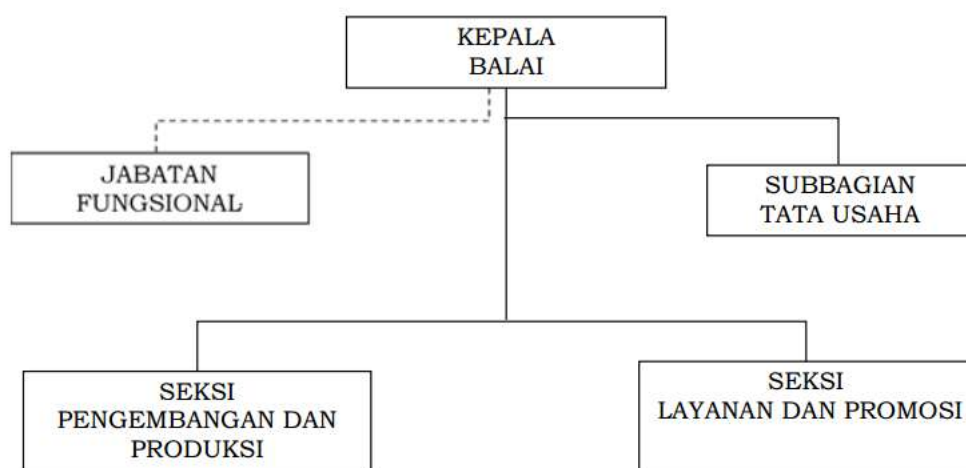 KEPALA
BALAI
JABATAN
FUNGSIONAL
SUBBAGIAN
TATA USAHA
SEKSI
PENGEMBANGAN DAN
PRODUKSI
SEKSI
LAYANAN DAN PROMOSI